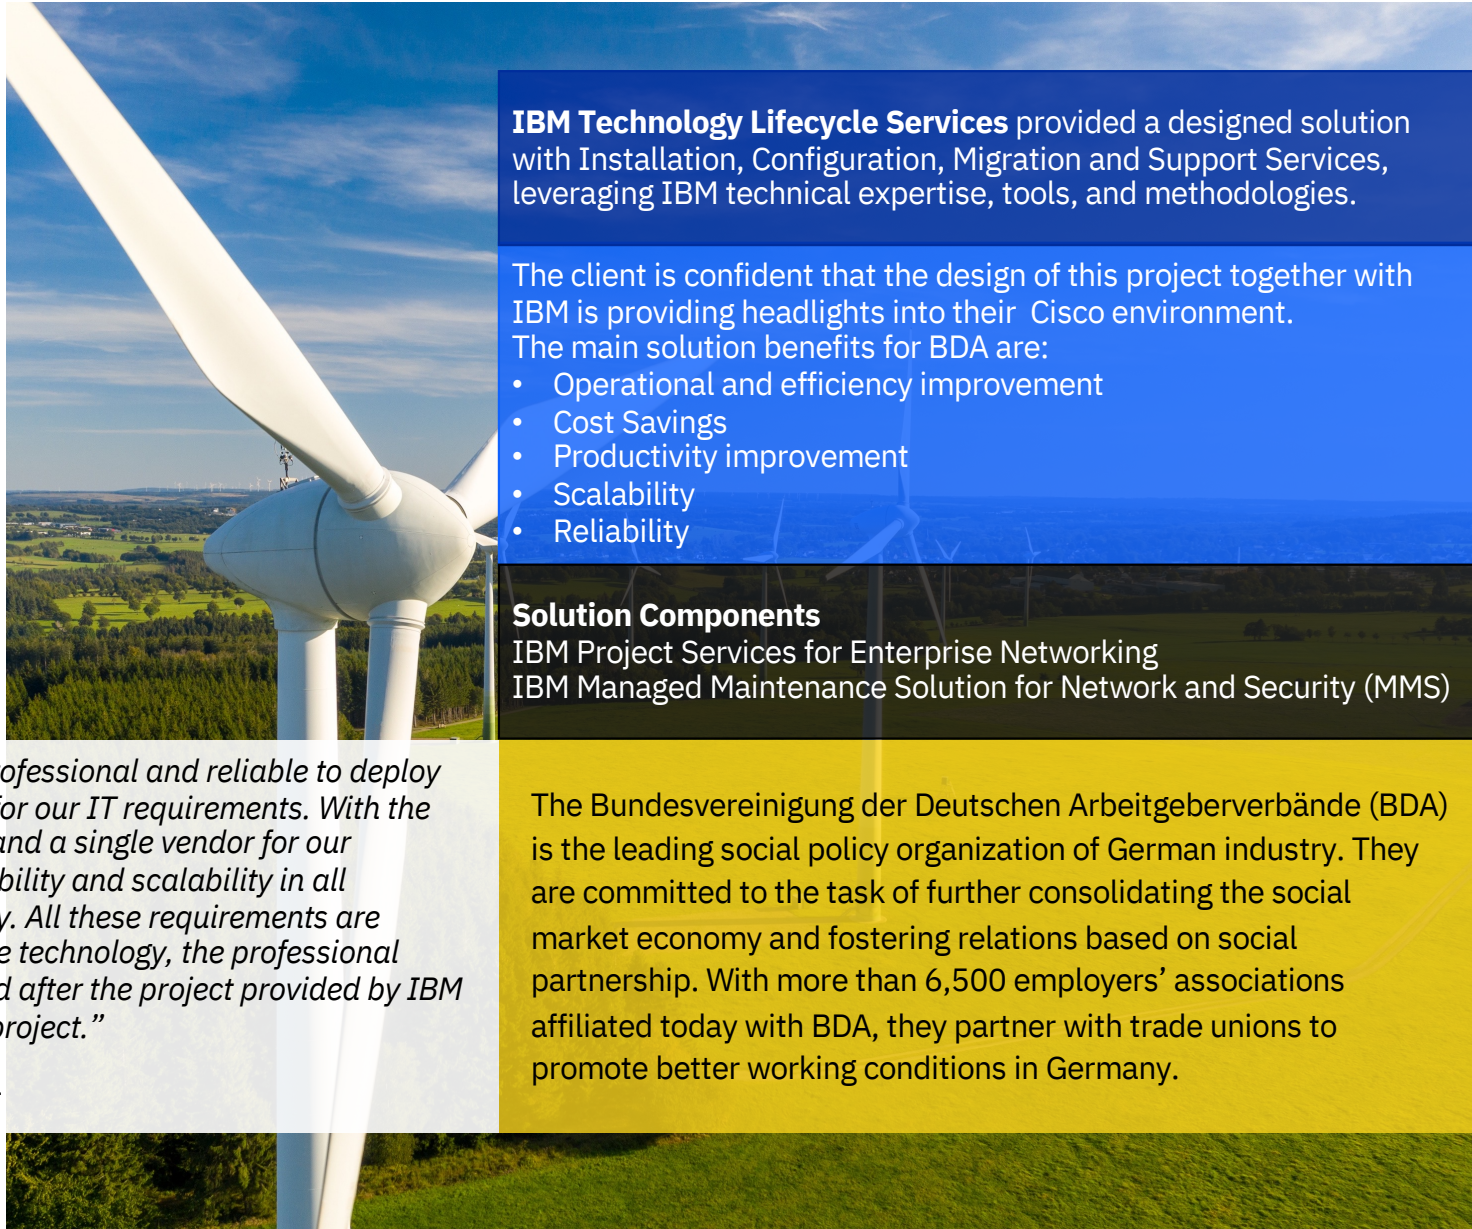 IBM Technology Lifecycle Services provided a designed solution
with Installation, Configuration, Migration and Support Services,
leveraging IBM technical expertise, tools, and methodologies.
The client is confident that the design of this project together with
IBM is providing headlights into their Cisco environment.
The main solution benefits for BDA are:
• Operational and efficiency improvement
• Cost Savings
• Productivity improvement
• Scalability
• Reliability
Solution Components
IBM Project Services for Enterprise Networking
IBM Managed Maintenance Solution for Network and Security (MMS)
ofessional and reliable to deploy
for our IT requirements. With the
and a single vendor for our
bility and scalability in all
y. All these requirements are
e technology, the professional
d after the project provided by IBM
project.”
.
The Bundesvereinigung der Deutschen Arbeitgeberverbände (BDA)
is the leading social policy organization of German industry. They
are committed to the task of further consolidating the social
market economy and fostering relations based on social
partnership. With more than 6,500 employers’ associations
affiliated today with BDA, they partner with trade unions to
promote better working conditions in Germany.